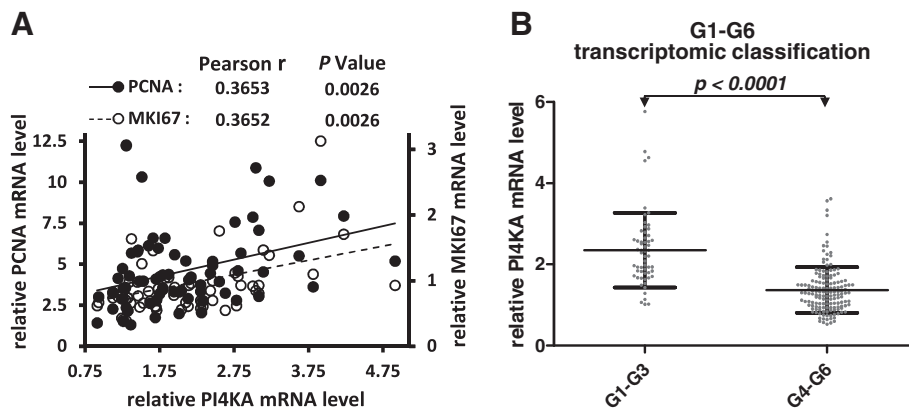 A
Pearson r P Value
PCNA : 0.3653 0.0026
MKI67 : 0.3652 0.0026
relative PCNA mRNA level
12.5
10
7.5
5
2.5
0
3
2
1
0
relative MKI67 mRNA level
0.75 1.75 2.75 3.75 4.75
relative PI4KA mRNA level
B
G1-G6
transcriptomic classification
p < 0.0001
relative PI4KA mRNA level
6
4
2
0
G1-G3
G4-G6